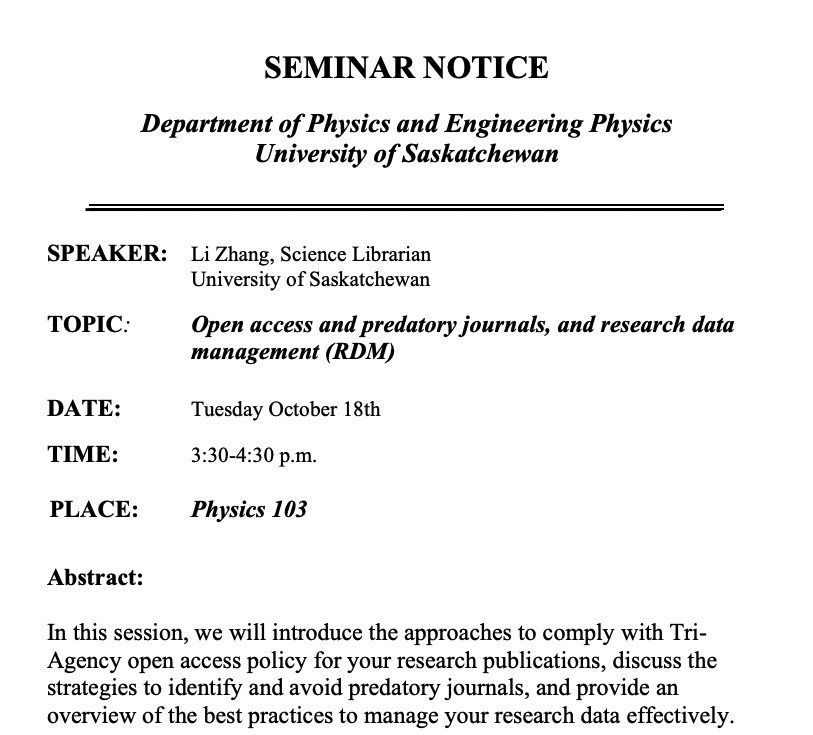 SEMINAR NOTICE
Department of Physics and Engineering Physics
University of Saskatchewan
SPEAKER: Li Zhang, Science Librarian
University of Saskatchewan
TOPIC: Open access and predatory journals, and research data
management (RDM)
DATE: Tuesday October 18th
TIME: 3:30-4:30 p.m.
PLACE: Physics 103
Abstract:
In this session, we will introduce the approaches to comply with Tri-
Agency open access policy for your research publications, discuss the
strategies to identify and avoid predatory journals, and provide an
overview of the best practices to manage your research data effectively.